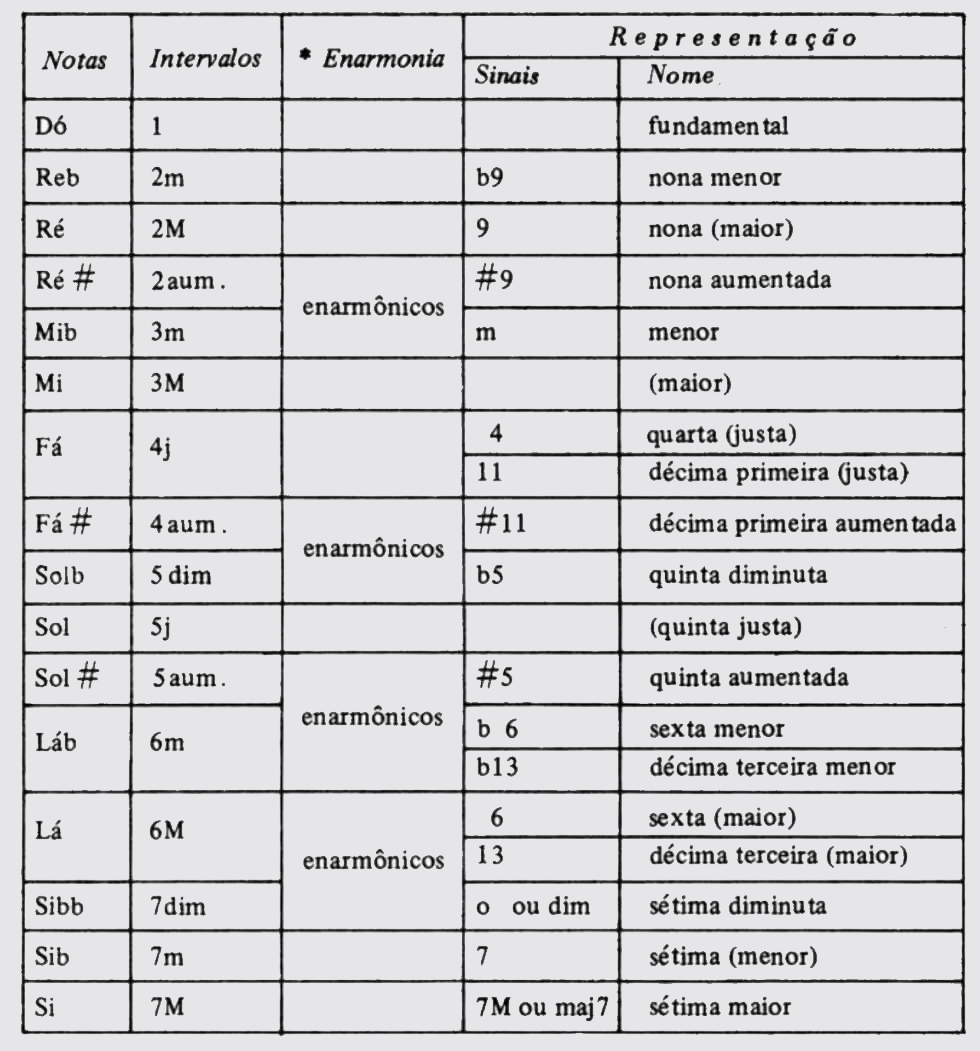 Notas Intervalos * Enarmonia Representação
Sinais Nome
Dó 1 fundamental
Reb 2m b9 nona menor
Ré 2M 9 nona (maior)
Ré # 2 aum. #9 nona aumentada
enarmônicos
Mib 3m m menor
Mi 3M (maior)
Fá 4j 4 quarta (justa)
11 décima primeira (justa)
Fá # 4 aum. #11 décima primeira aumentada
enarmônicos
Solb 5 dim b5 quinta diminuta
Sol 5j (quinta justa)
Sol # 5 aum. #5 quinta aumentada
enarmônicos
Láb 6m b 6 sexta menor
b13 décima terceira menor
Lá 6M 6 sexta (maior)
13 décima terceira (maior)
enarmônicos
Sibb 7dim o ou dim sétima diminuta
Sib 7m 7 sétima (menor)
Si 7M 7M ou maj7 sétima maior